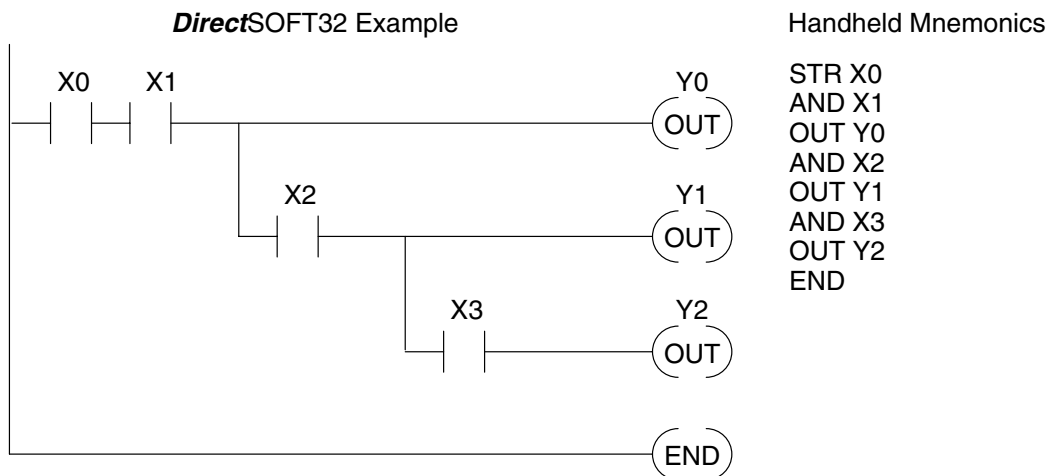 DirectSOFT32 Example
Handheld Mnemonics
X0 X1 Y0
OUT
X2 Y1
OUT
X3 Y2
OUT
END
STR X0
AND X1
OUT Y0
AND X2
OUT Y1
AND X3
OUT Y2
END